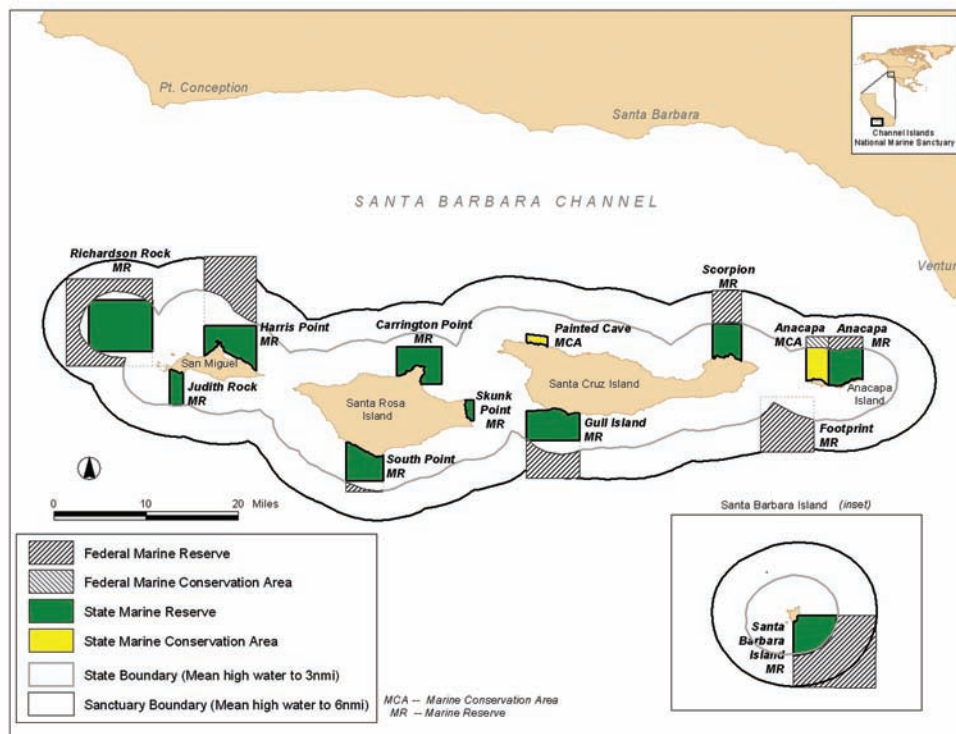 Pt. Conception
Santa Barbara
Channel Islands
National Marine Sanctuary
SANTA BARBARA CHANNEL
Ventur
Richardson Rock
MR
Harris Point
MR
San Miguel
Judith Rock
MR
Carrington Point
MR
Santa Rosa
Island
Skunk
Point
MR
South Point
MR
Painted Cave
MCA
Santa Cruz Island
Gull Island
MR
Scorpion
MR
Anacapa
MCA
Anacapa
MR
Anacapa
Island
Footprint
MR
0 10 20 Miles
Federal Marine Reserve
Federal Marine Conservation Area
State Marine Reserve
State Marine Conservation Area
State Boundary (Mean high water to 3nmi)
Sanctuary Boundary (Mean high water to 6nmi)
MCA -- Marine Conservation Area
MR -- Marine Reserve
Santa Barbara Island (inset)
Santa
Barbara
Island
MR